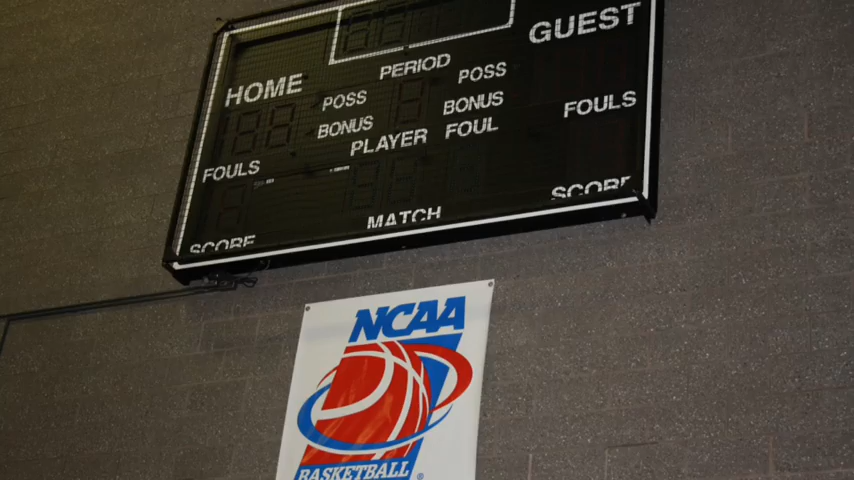 HOME
GUEST
PERIOD
POSS
POSS
BONUS
BONUS
PLAYER FOUL
FOULS
FOULS
SCORE
MATCH
SCORE
NCAA
BASKETBALL
®